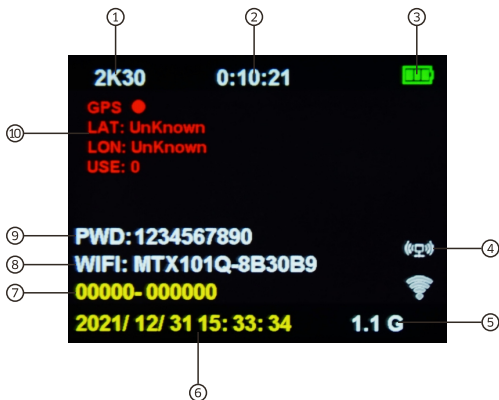 ① ② ③
2K30 0:10:21
GPS
⑩ LAT: UnKnown
LON: UnKnown
USE: 0
⑨ PWD: 1234567890
④
⑧ WIFI: MTX101Q-8B30B9
⑦ 00000-000000
2021/ 12/ 31 15: 33: 34 1.1 G ⑤
⑥